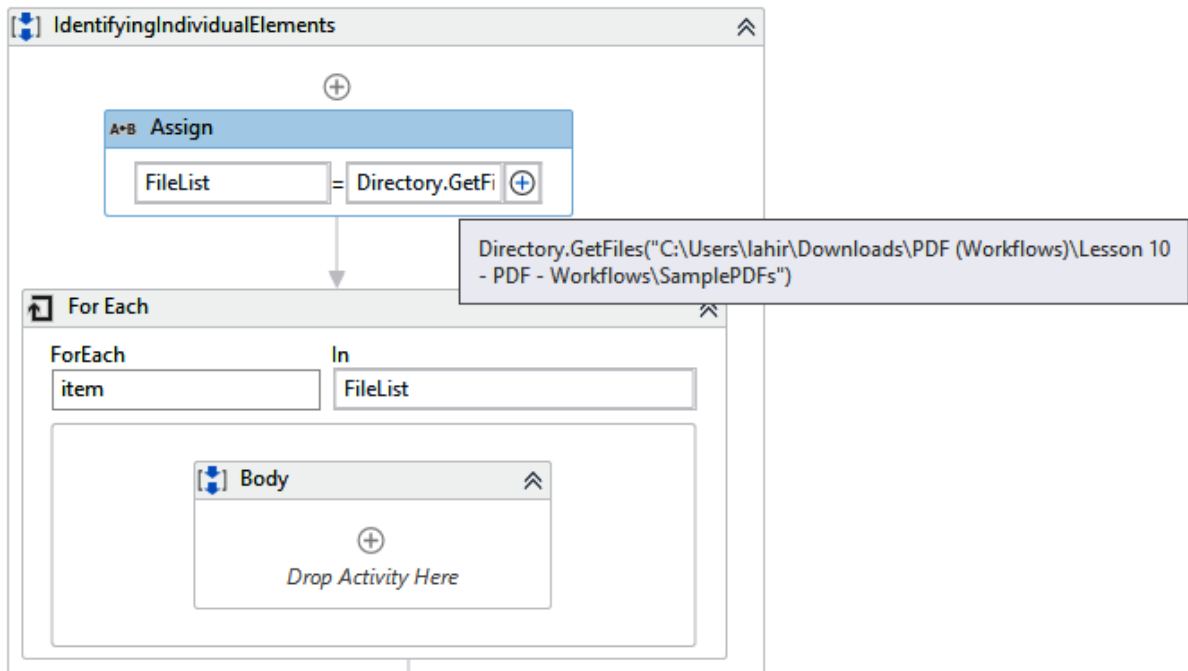 IdentifyingIndividualElements
A+B Assign
FileList = Directory.GetFi
Directory.GetFiles("C:\Users\lahir\Downloads\PDF (Workflows)\Lesson 10
- PDF - Workflows\SamplePDFs")
For Each
ForEach In
item FileList
Body
Drop Activity Here